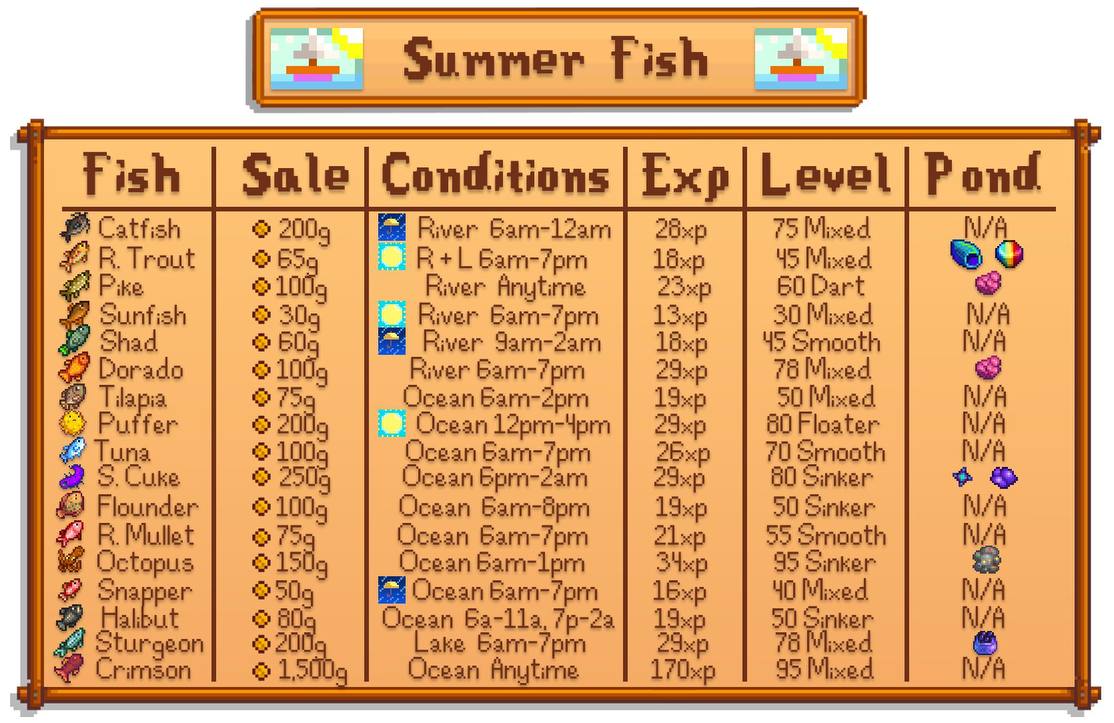 Summer Fish
Fish Sale Conditions Exp Level Pond
Catfish 200g River 6am-12am 28xp 75 Mixed N/A
R. Trout 65g R + L 6am-7pm 18xp 45 Mixed
Pike 100g River Anytime 23xp 60 Dart
Sunfish 30g River 6am-7pm 13xp 30 Mixed N/A
Shad 60g River 9am-2am 18xp 45 Smooth N/A
Dorado 100g River 6am-7pm 29xp 78 Mixed
Tilapia 75g Ocean 6am-2pm 19xp 50 Mixed N/A
Puffer 200g Ocean 12pm-4pm 29xp 80 Floater N/A
Tuna 100g Ocean 6am-7pm 26xp 70 Smooth N/A
S. Cuke 250g Ocean 6pm-2am 29xp 80 Sinker
Flounder 100g Ocean 6am-8pm 19xp 50 Sinker N/A
R. Mullet 75g Ocean 6am-7pm 21xp 55 Smooth N/A
Octopus 150g Ocean 6am-1pm 34xp 95 Sinker
Snapper 50g Ocean 6am-7pm 16xp 40 Mixed N/A
Halibut 80g Ocean 6a-11a, 7p-2a 19xp 50 Sinker N/A
Sturgeon 200g Lake 6am-7pm 29xp 78 Mixed
Crimson 1,500g Ocean Anytime 170xp 95 Mixed N/A